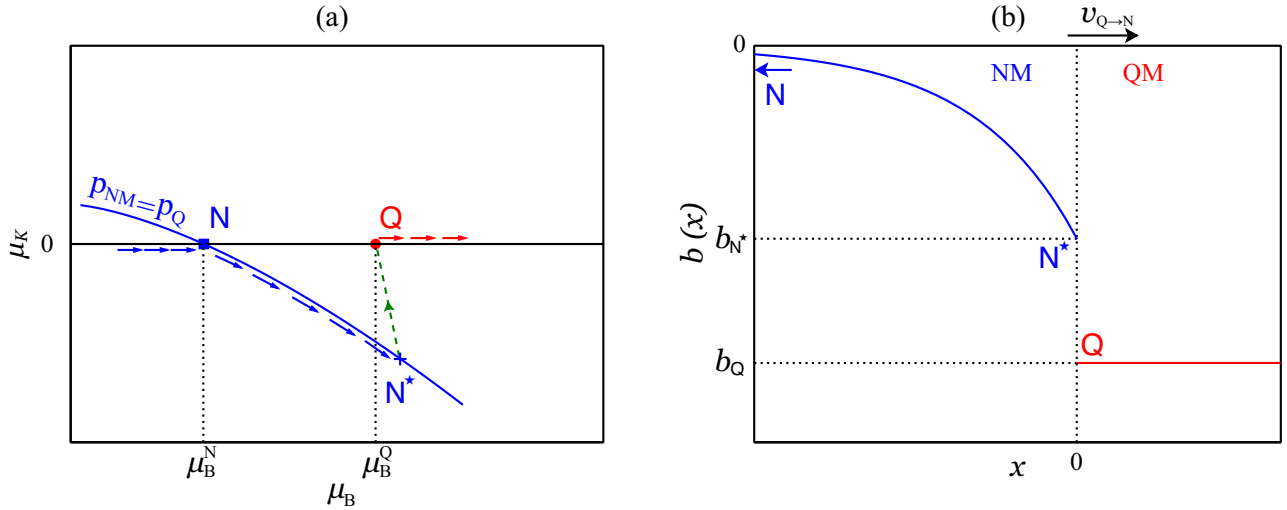 (a)
p_NM=p_Q
N
Q
μ_K
0
N*
μ_B^N
μ_B^Q
μ_B
(b)
v_Q→N
0
NM
QM
N
b(x)
b_N*
N*
b_Q
Q
x
0